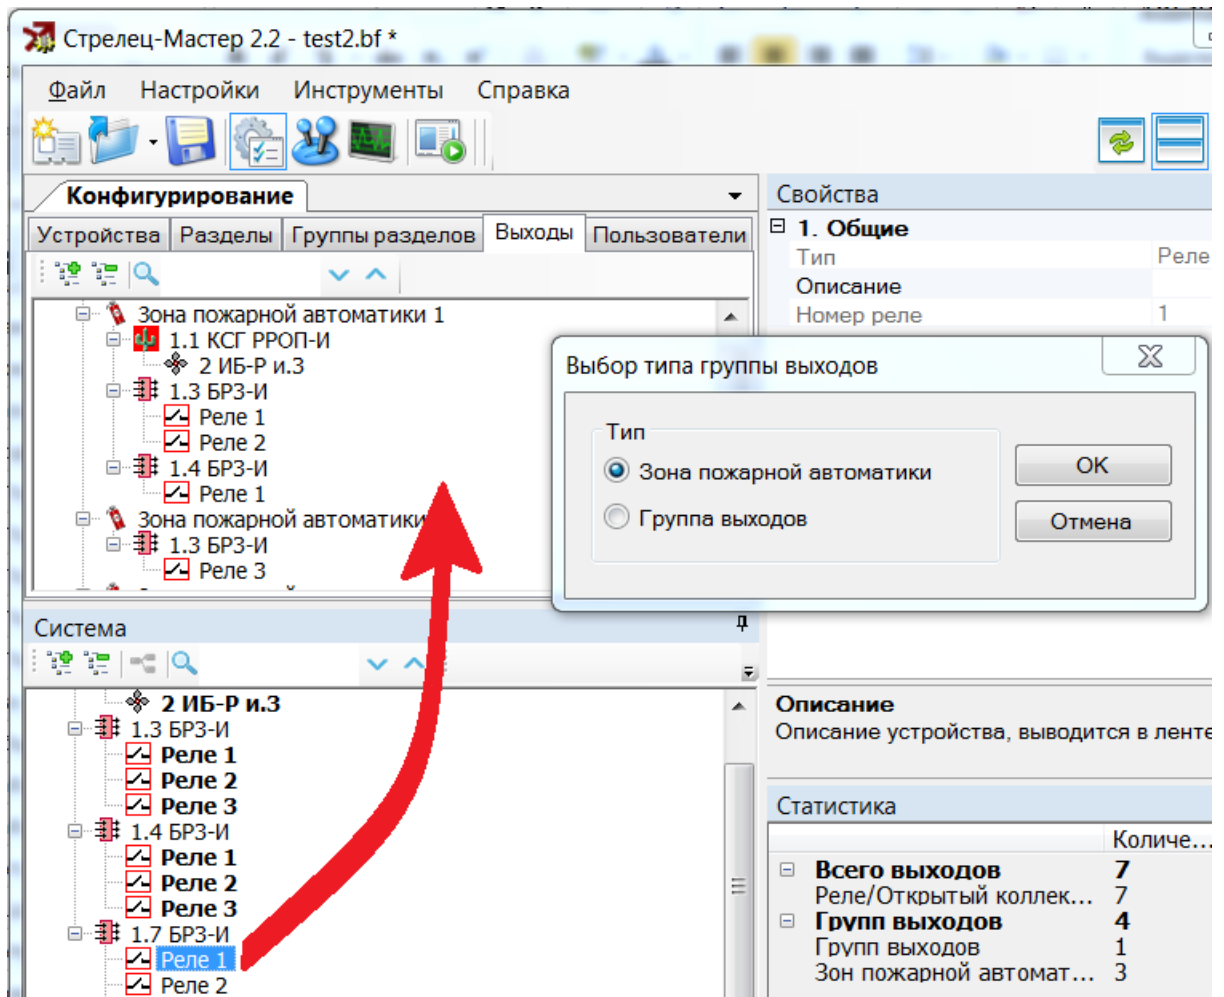 Стрелец-Мастер 2.2 - test2.bf *
Файл Настройки Инструменты Справка
Конфигурирование
Устройства Разделы Группы разделов Выходы Пользователи
Зона пожарной автоматики 1
1.1 КСГ РРОП-И
2 ИБ-Р и.3
1.3 БРЗ-И
Реле 1
Реле 2
1.4 БРЗ-И
Реле 1
Зона пожарной автоматики
1.3 БРЗ-И
Реле 3
Система
2 ИБ-Р и.3
1.3 БРЗ-И
Реле 1
Реле 2
Реле 3
1.4 БРЗ-И
Реле 1
Реле 2
Реле 3
1.7 БРЗ-И
Реле 1
Реле 2
Свойства
1. Общие
Тип Реле
Описание
Номер реле 1
Выбор типа группы выходов
Тип
Зона пожарной автоматики
Группа выходов
OK
Отмена
Описание
Описание устройства, выводится в ленте
Статистика
Количе...
Всего выходов 7
Реле/Открытый коллек... 7
Групп выходов 4
Групп выходов 1
Зон пожарной автомат... 3